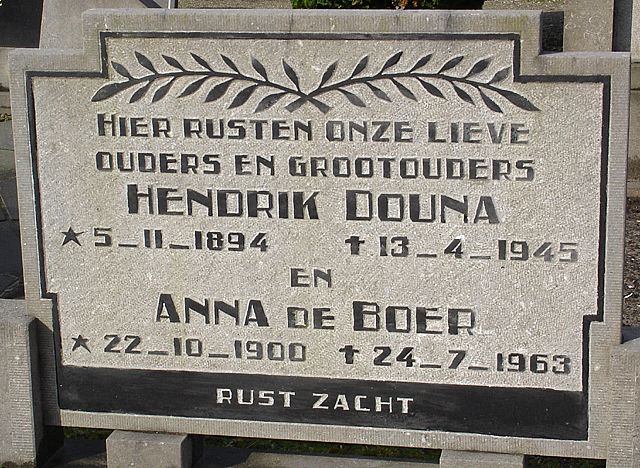 HIER RUSTEN ONZE LIEVE
OUDERS EN GROOTOUDERS
HENDRIK DOUNA
★ 5_11_1894 ✝ 13_4_1945
EN
ANNA DE BOER
★ 22_10_1900 ✝ 24_7_1963
RUST ZACHT